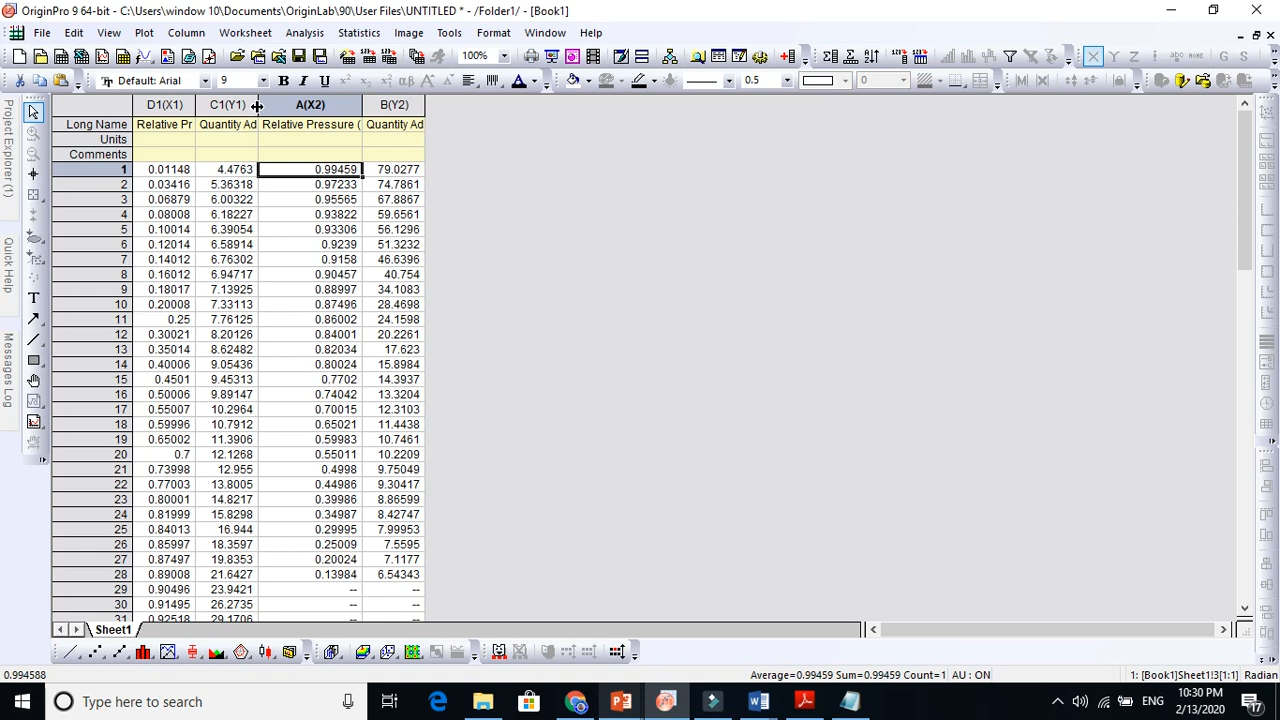 OriginPro 9 64-bit - C:\Users\window 10\Documents\OriginLab\90\User Files\UNTITLED * - /Folder1/ - [Book1]
File Edit View Plot Column Worksheet Analysis Statistics Image Tools Format Window Help
100%
Default: Arial 9 B I U 0.5 0
D1(X1) C1(Y1) A(X2) B(Y2)
Long Name Relative Pr Quantity Ad Relative Pressure ( Quantity Ad
Units
Comments
1 0.01148 4.4763 0.99459 79.0277
2 0.03416 5.36318 0.97233 74.7861
3 0.06879 6.00322 0.95565 67.8867
4 0.08008 6.18227 0.93822 59.6561
5 0.10014 6.39054 0.93306 56.1296
6 0.12014 6.58914 0.9239 51.3232
7 0.14012 6.76302 0.9158 46.6396
8 0.16012 6.94717 0.90457 40.754
9 0.18017 7.13925 0.88997 34.1083
10 0.20008 7.33113 0.87496 28.4698
11 0.25 7.76125 0.86002 24.1598
12 0.30021 8.20126 0.84001 20.2261
13 0.35014 8.62482 0.82034 17.623
14 0.40006 9.05436 0.80024 15.8984
15 0.4501 9.45313 0.7702 14.3937
16 0.50006 9.89147 0.74042 13.3204
17 0.55007 10.2964 0.70015 12.3103
18 0.59996 10.7912 0.65021 11.4438
19 0.65002 11.3906 0.59983 10.7461
20 0.7 12.1268 0.55011 10.2209
21 0.73998 12.955 0.4998 9.75049
22 0.77003 13.8005 0.44986 9.30417
23 0.80001 14.8217 0.39986 8.86599
24 0.81999 15.8298 0.34987 8.42747
25 0.84013 16.944 0.29995 7.99953
26 0.85997 18.3597 0.25009 7.5595
27 0.87497 19.8353 0.20024 7.1177
28 0.89008 21.6427 0.13984 6.54343
29 0.90496 23.9421 -- --
30 0.91495 26.2735 -- --
31 0.92518 29.1706 -- --
Project Explorer (1)
Quick Help
Messages Log
Sheet1
0.994588 Average=0.99459 Sum=0.99459 Count=1 AU : ON 1: [Book1]Sheet1!3[1:1] Radian
Type here to search
ENG
10:30 PM
2/13/2020
17